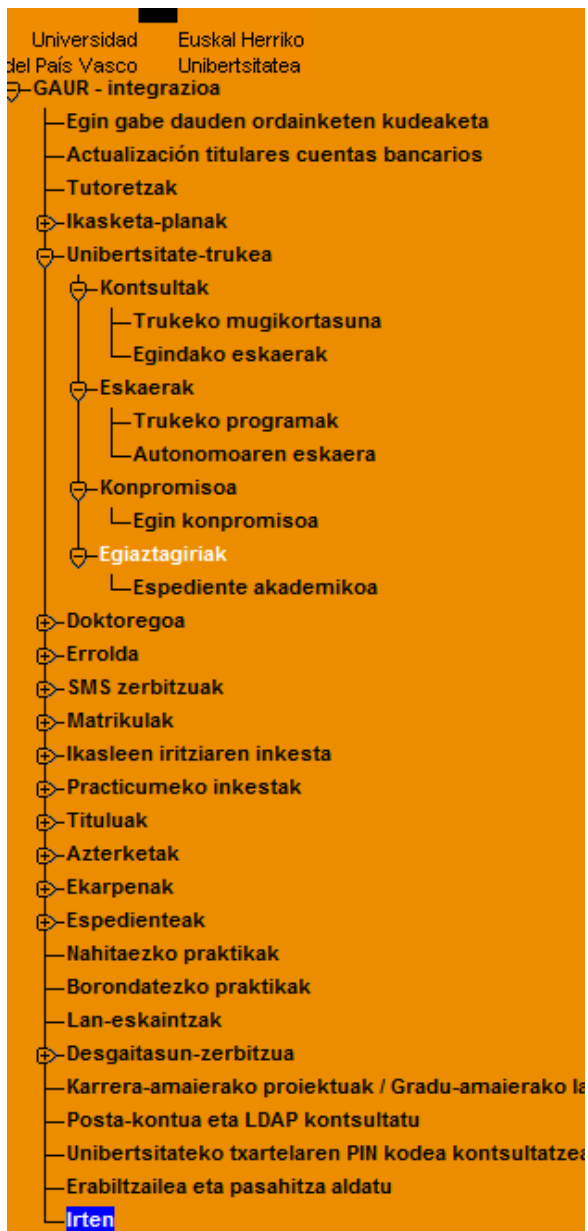 Universidad Euskal Herriko
del País Vasco Unibertsitatea
GAUR - integrazioa
Egin gabe dauden ordainketen kudeaketa
Actualización titulares cuentas bancarios
Tutoretzak
Ikasketa-planak
Unibertsitate-trukea
Kontsultak
Trukeko mugikortasuna
Egindako eskaerak
Eskaerak
Trukeko programak
Autonomoaren eskaera
Konpromisoa
Egin konpromisoa
Egiaztagiriak
Espediente akademikoa
Doktoregoa
Errolda
SMS zerbitzuak
Matrikulak
Ikasleen iritziaren inkesta
Practicumeko inkestak
Tituluak
Azterketak
Ekarpenak
Espedienteak
Nahitaezko praktikak
Borondatezko praktikak
Lan-eskaintzak
Desgaitasun-zerbitzua
Karrera-amaierako proiektuak / Gradu-amaierako la
Posta-kontua eta LDAP kontsultatu
Unibertsitateko txartelaren PIN kodea kontsultatzea
Erabiltzailea eta pasahitza aldatu
Irten